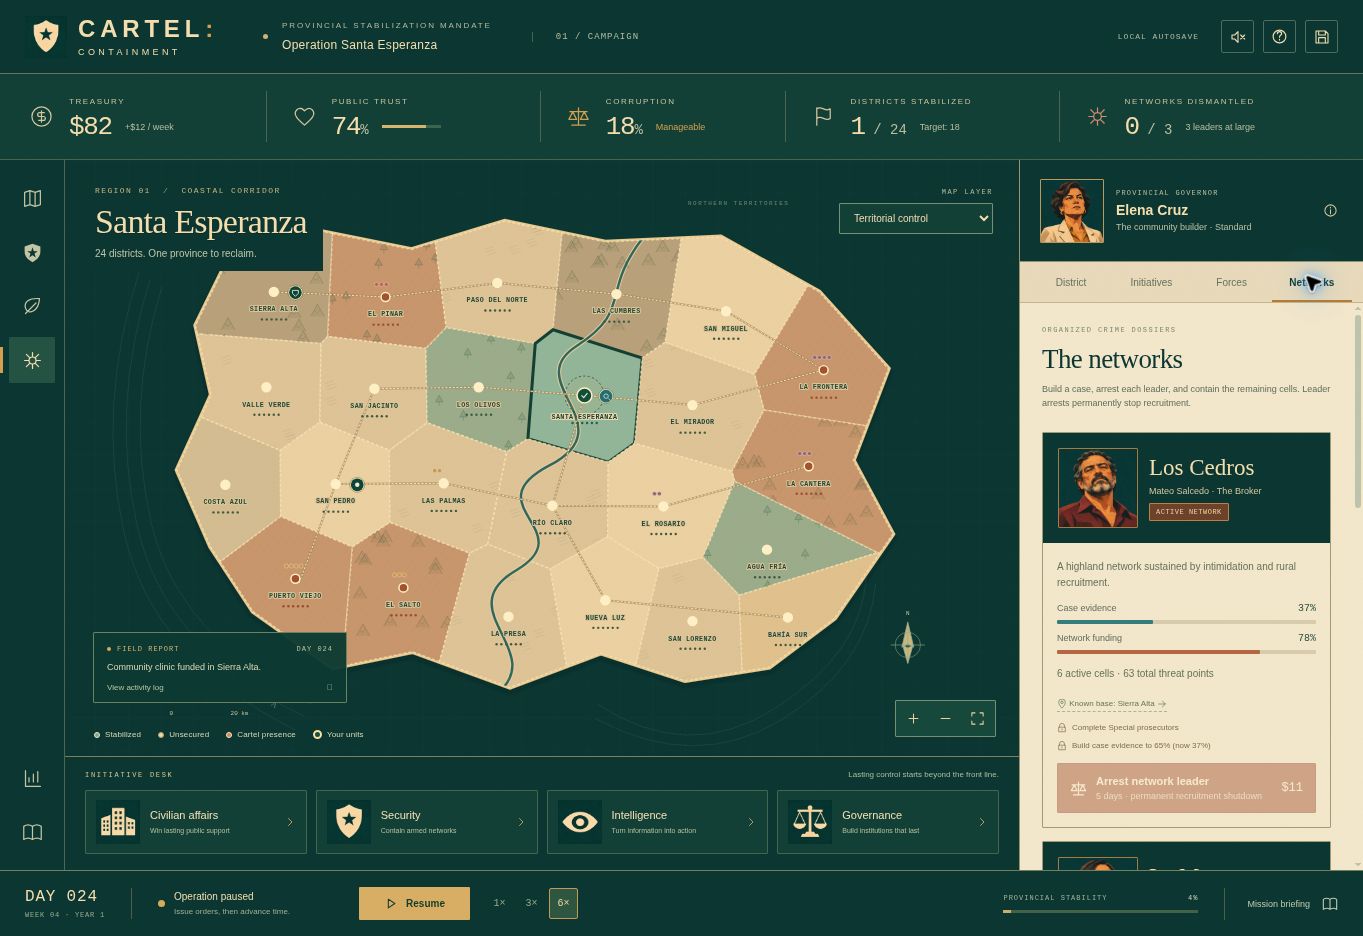 CARTEL:
CONTAINMENT
PROVINCIAL STABILIZATION MANDATE
Operation Santa Esperanza
01 / CAMPAIGN
LOCAL AUTOSAVE
TREASURY
$82 +$12 / week
PUBLIC TRUST
74%
CORRUPTION
18% Manageable
DISTRICTS STABILIZED
1 / 24 Target: 18
NETWORKS DISMANTLED
0 / 3 3 leaders at large
REGION 01 / COASTAL CORRIDOR
Santa Esperanza
24 districts. One province to reclaim.
NORTHERN TERRITORIES
MAP LAYER
Territorial control
SIERRA ALTA
EL PINAR
PASO DEL NORTE
LAS CUMBRES
SAN MIGUEL
LA FRONTERA
VALLE VERDE
SAN JACINTO
LOS OLIVOS
SANTA ESPERANZA
EL MIRADOR
LA CANTERA
COSTA AZUL
SAN PEDRO
LAS PALMAS
RÍO CLARO
EL ROSARIO
AGUA FRÍA
PUERTO VIEJO
EL SALTO
LA PRESA
NUEVA LUZ
SAN LORENZO
BAHÍA SUR
N
FIELD REPORT DAY 024
Community clinic funded in Sierra Alta.
View activity log
0 20 km
Stabilized Unsecured Cartel presence Your units
INITIATIVE DESK
Lasting control starts beyond the front line.
Civilian affairs
Win lasting public support
Security
Contain armed networks
Intelligence
Turn information into action
Governance
Build institutions that last
PROVINCIAL GOVERNOR
Elena Cruz
The community builder · Standard
District Initiatives Forces Networks
ORGANIZED CRIME DOSSIERS
The networks
Build a case, arrest each leader, and contain the remaining cells. Leader
arrests permanently stop recruitment.
Los Cedros
Mateo Salcedo · The Broker
ACTIVE NETWORK
A highland network sustained by intimidation and rural
recruitment.
Case evidence 37%
Network funding 78%
6 active cells · 63 total threat points
Known base: Sierra Alta →
Complete Special prosecutors
Build case evidence to 65% (now 37%)
Arrest network leader
5 days · permanent recruitment shutdown
$11
DAY 024
WEEK 04 · YEAR 1
Operation paused
Issue orders, then advance time.
Resume
1× 3× 6×
PROVINCIAL STABILITY 4%
Mission briefing